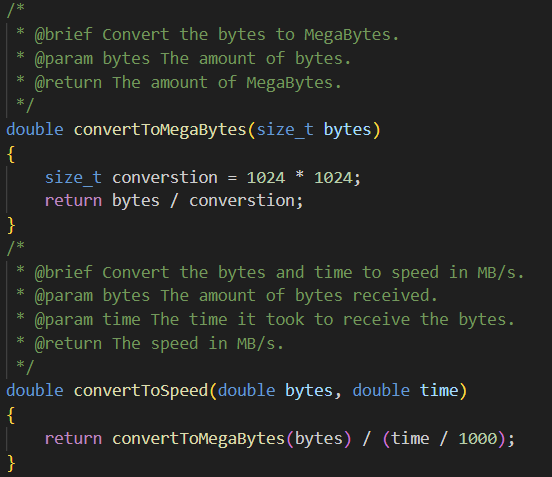 /*
 * @brief Convert the bytes to MegaBytes.
 * @param bytes The amount of bytes.
 * @return The amount of MegaBytes.
 */
double convertToMegaBytes(size_t bytes)
{
    size_t converstion = 1024 * 1024;
    return bytes / converstion;
}
/*
 * @brief Convert the bytes and time to speed in MB/s.
 * @param bytes The amount of bytes received.
 * @param time The time it took to receive the bytes.
 * @return The speed in MB/s.
 */
double convertToSpeed(double bytes, double time)
{
    return convertToMegaBytes(bytes) / (time / 1000);
}